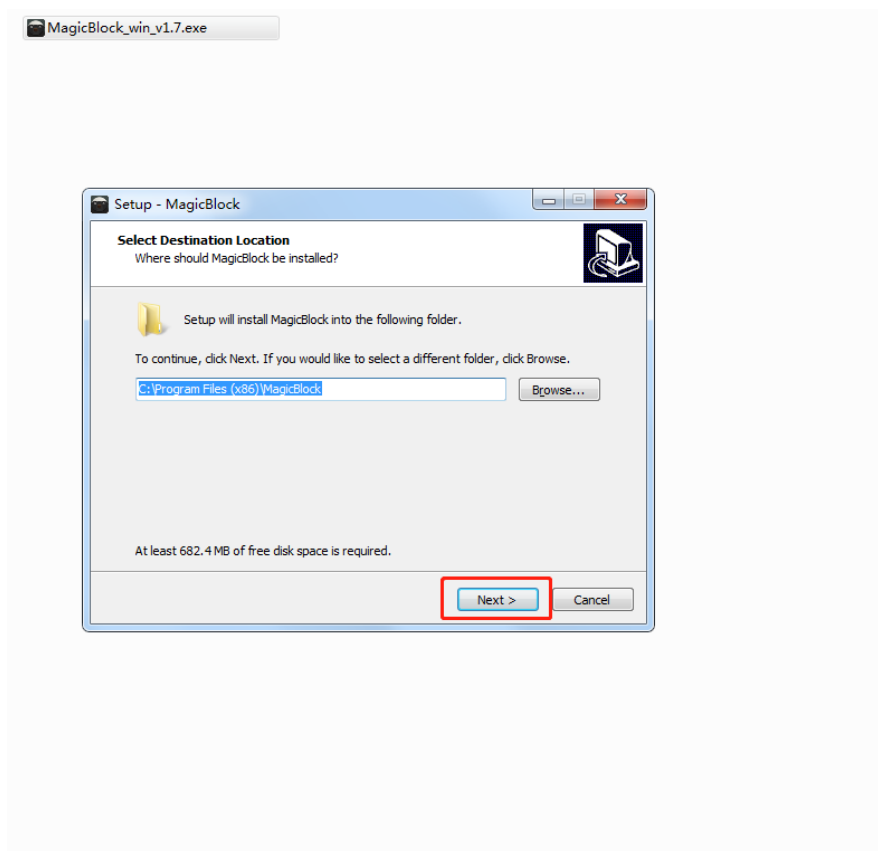 MagicBlock_win_v1.7.exe
Setup - MagicBlock
Select Destination Location
Where should MagicBlock be installed?
Setup will install MagicBlock into the following folder.
To continue, click Next. If you would like to select a different folder, click Browse.
C:\Program Files (x86)\MagicBlock
Browse...
At least 682.4 MB of free disk space is required.
Next >
Cancel